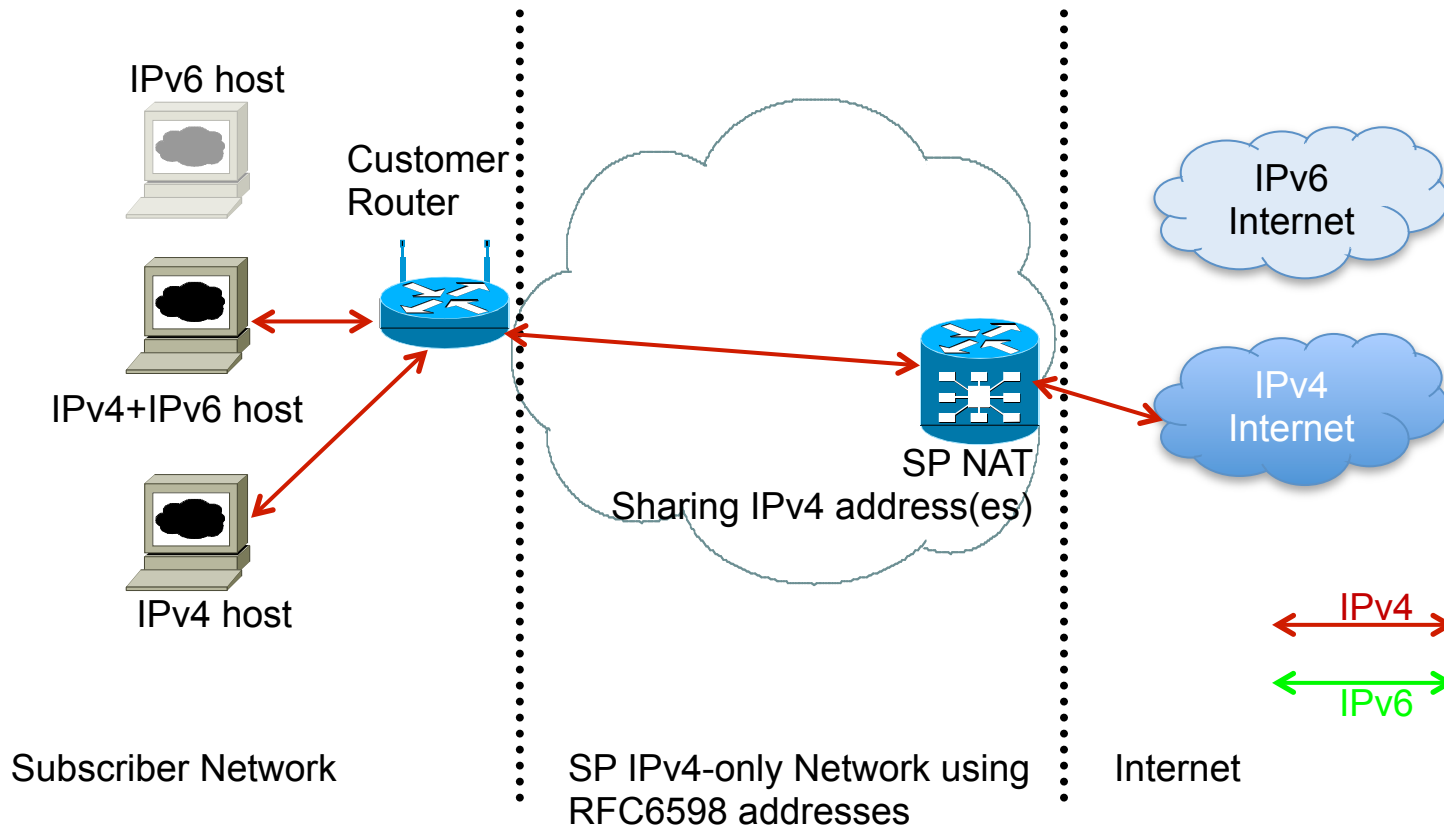 IPv6 host
Customer
Router
IPv6
Internet
IPv4+IPv6 host
IPv4
Internet
SP NAT
Sharing IPv4 address(es)
IPv4 host
IPv4
IPv6
Subscriber Network
SP IPv4-only Network using
RFC6598 addresses
Internet